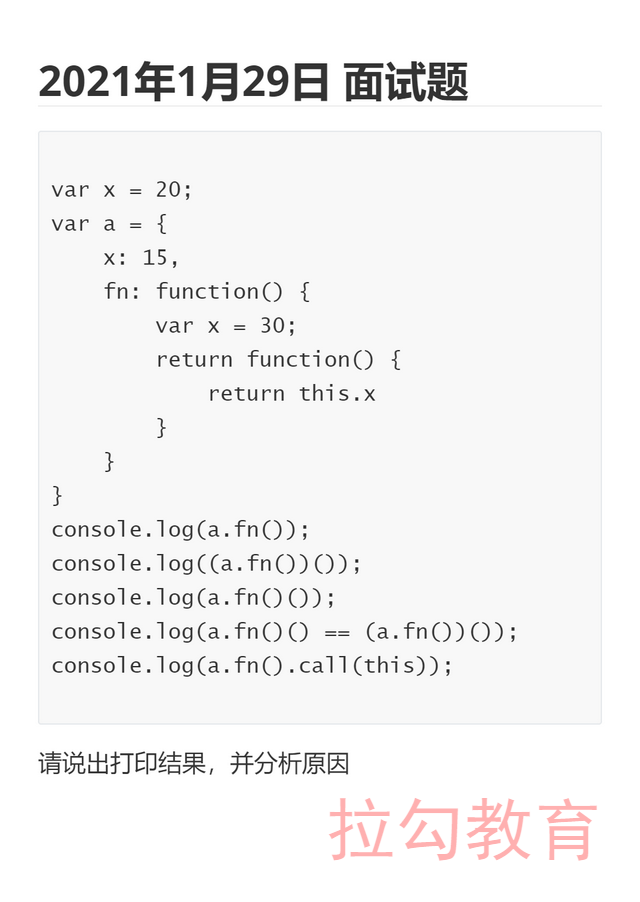 2021年1月29日 面试题
var x = 20;
var a = {
    x: 15,
    fn: function() {
        var x = 30;
        return function() {
            return this.x
        }
    }
}
console.log(a.fn());
console.log((a.fn())());
console.log(a.fn()());
console.log(a.fn()() == (a.fn())());
console.log(a.fn().call(this));
请说出打印结果，并分析原因
拉勾教育